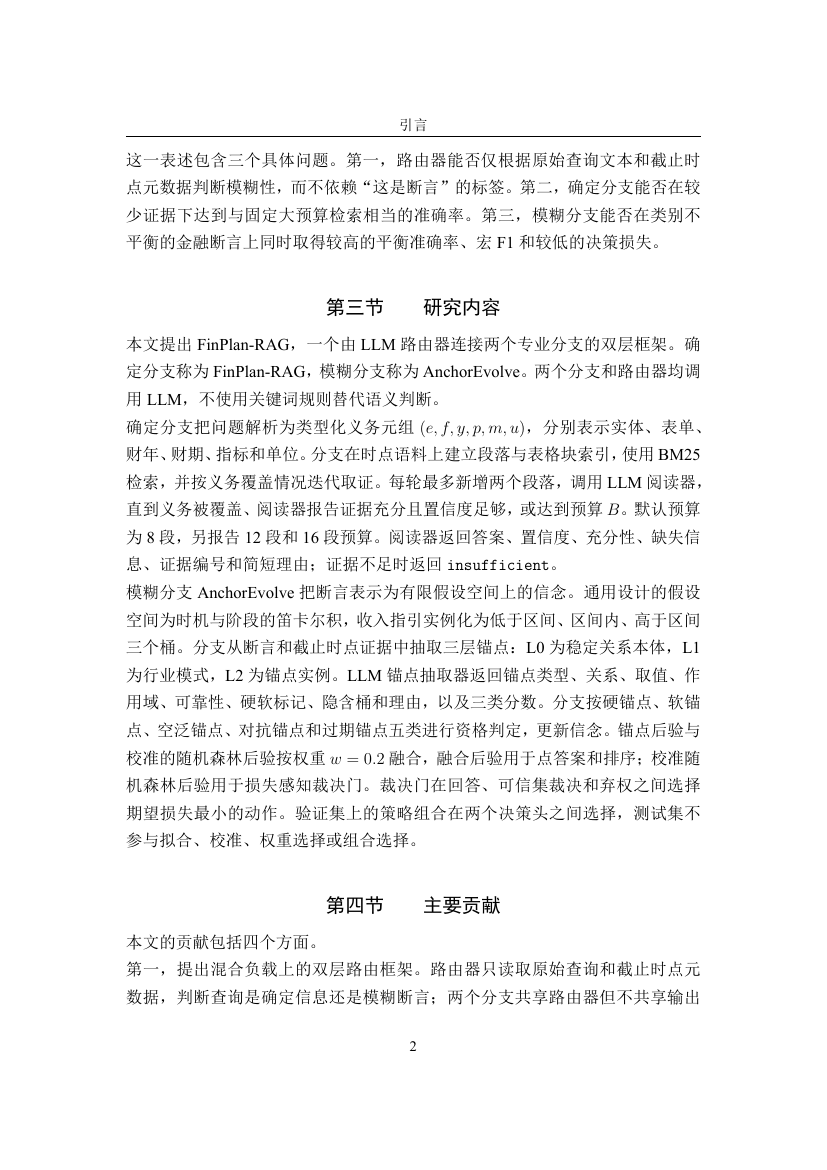 引言
这一表述包含三个具体问题。第一，路由器能否仅根据原始查询文本和截止时
点元数据判断模糊性，而不依赖“这是断言”的标签。第二，确定分支能否在较
少证据下达到与固定大预算检索相当的准确率。第三，模糊分支能否在类别不
平衡的金融断言上同时取得较高的平衡准确率、宏 F1 和较低的决策损失。
第三节　　研究内容
本文提出 FinPlan-RAG，一个由 LLM 路由器连接两个专业分支的双层框架。确
定分支称为 FinPlan-RAG，模糊分支称为 AnchorEvolve。两个分支和路由器均调
用 LLM，不使用关键词规则替代语义判断。
确定分支把问题解析为类型化义务元组 (e, f, y, p, m, u)，分别表示实体、表单、
财年、财期、指标和单位。分支在时点语料上建立段落与表格块索引，使用 BM25
检索，并按义务覆盖情况迭代取证。每轮最多新增两个段落，调用 LLM 阅读器，
直到义务被覆盖、阅读器报告证据充分且置信度足够，或达到预算 B。默认预算
为 8 段，另报告 12 段和 16 段预算。阅读器返回答案、置信度、充分性、缺失信
息、证据编号和简短理由；证据不足时返回 insufficient。
模糊分支 AnchorEvolve 把断言表示为有限假设空间上的信念。通用设计的假设
空间为时机与阶段的笛卡尔积，收入指引实例化为低于区间、区间内、高于区间
三个桶。分支从断言和截止时点证据中抽取三层锚点：L0 为稳定关系本体，L1
为行业模式，L2 为锚点实例。LLM 锚点抽取器返回锚点类型、关系、取值、作
用域、可靠性、硬软标记、隐含桶和理由，以及三类分数。分支按硬锚点、软锚
点、空泛锚点、对抗锚点和过期锚点五类进行资格判定，更新信念。锚点后验与
校准的随机森林后验按权重 w = 0.2 融合，融合后验用于点答案和排序；校准随
机森林后验用于损失感知裁决门。裁决门在回答、可信集裁决和弃权之间选择
期望损失最小的动作。验证集上的策略组合在两个决策头之间选择，测试集不
参与拟合、校准、权重选择或组合选择。
第四节　　主要贡献
本文的贡献包括四个方面。
第一，提出混合负载上的双层路由框架。路由器只读取原始查询和截止时点元
数据，判断查询是确定信息还是模糊断言；两个分支共享路由器但不共享输出
2